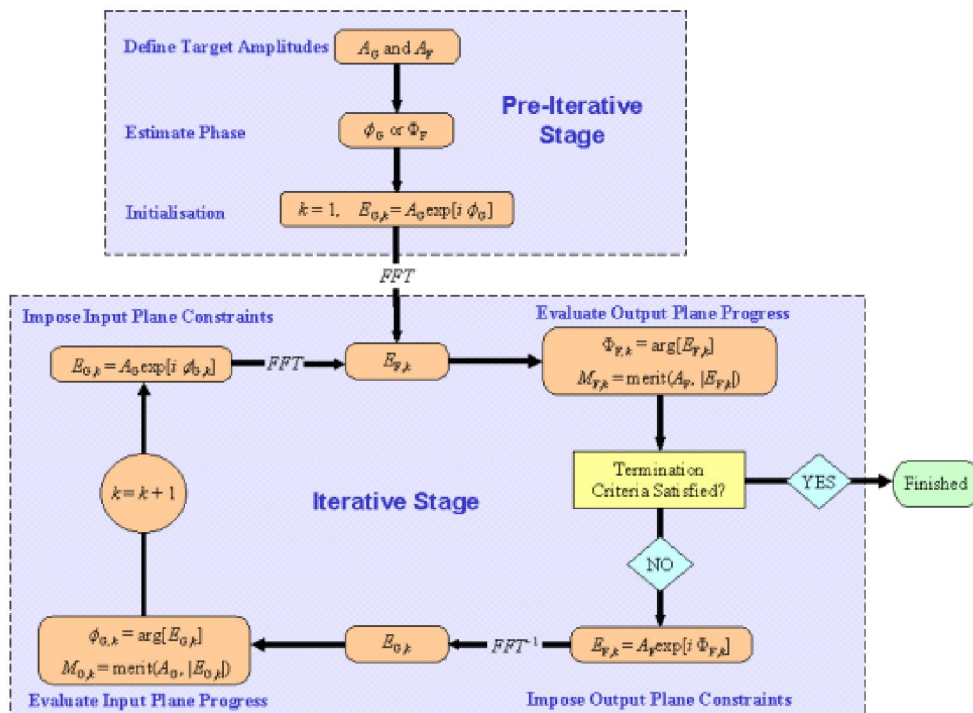 Define Target Amplitudes
A_G and A_F
Pre-Iterative
Stage
Estimate Phase
ϕ_G or Φ_F
Initialisation
k = 1, E_G,k = A_G exp[i ϕ_G]
FFT
Impose Input Plane Constraints
Evaluate Output Plane Progress
E_G,k = A_G exp[i ϕ_G,k]
FFT
E_F,k
Φ_F,k = arg[E_F,k]
M_F,k = merit(A_F, |E_F,k|)
k = k + 1
Iterative Stage
Termination
Criteria Satisfied?
YES
Finished
NO
ϕ_G,k = arg[E_G,k]
M_G,k = merit(A_G, |E_G,k|)
E_G,k
FFT⁻¹
E_F,k = A_F exp[i Φ_F,k]
Evaluate Input Plane Progress
Impose Output Plane Constraints